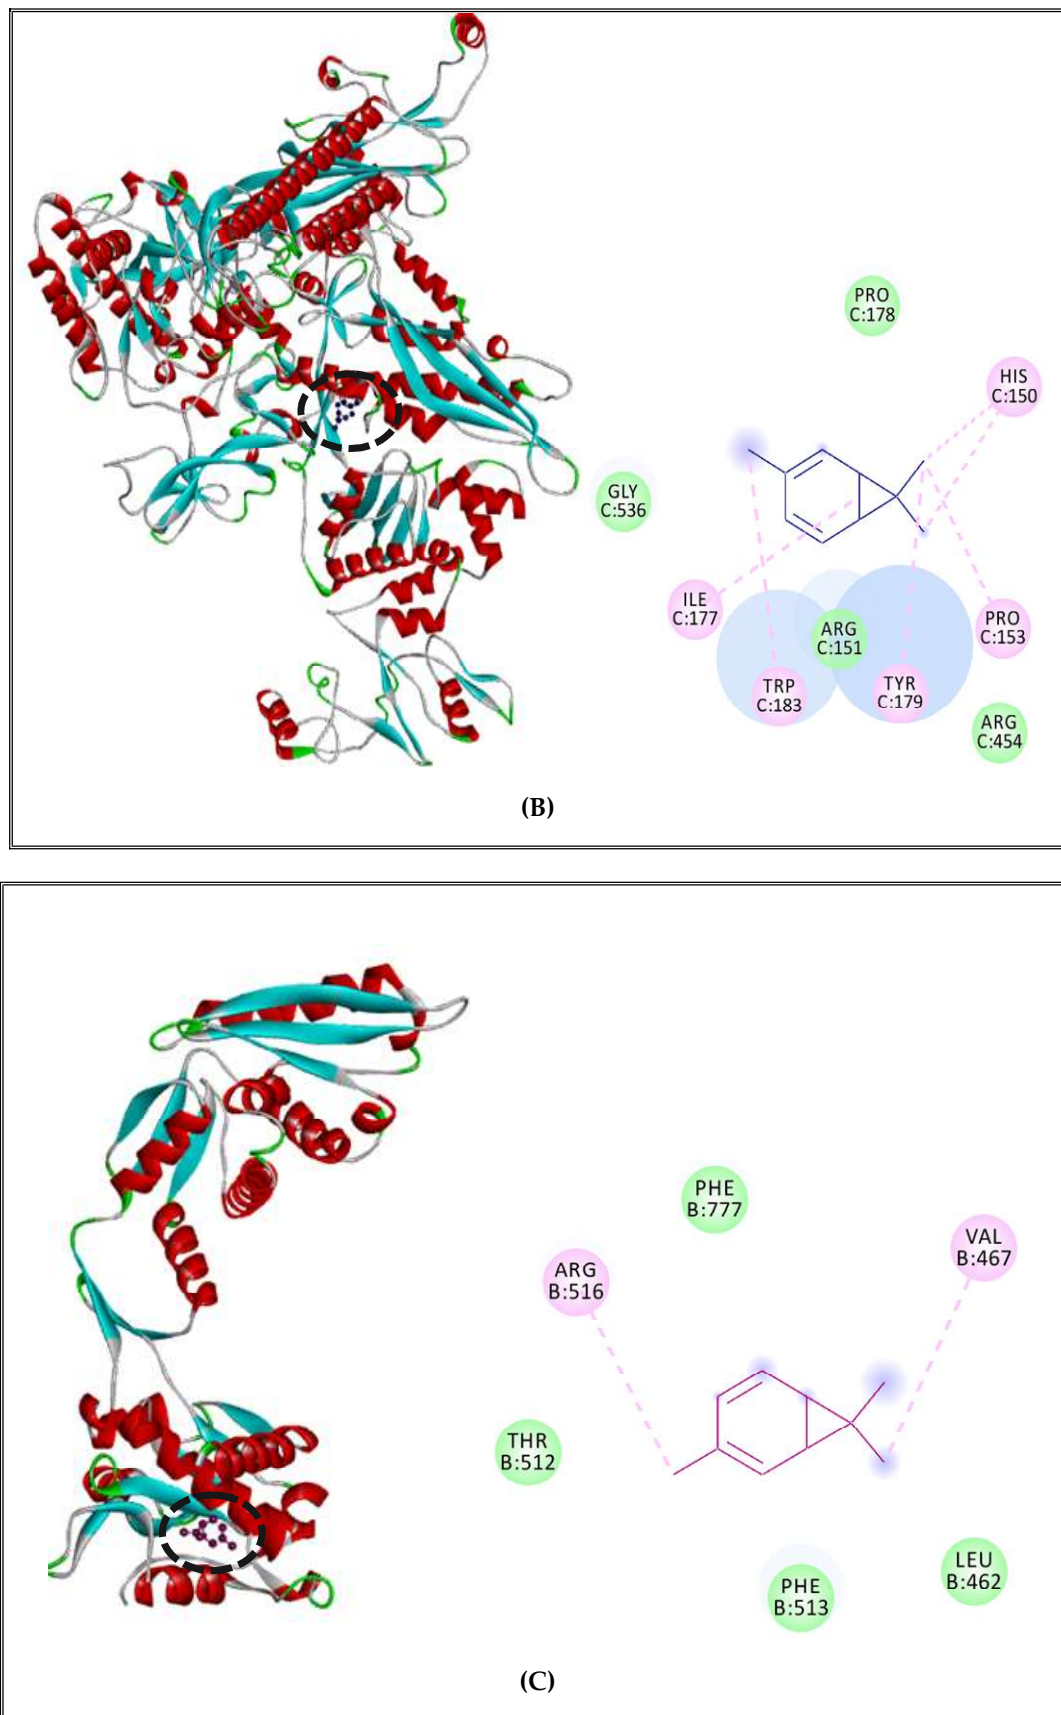 PRO
C:178
HIS
C:150
GLY
C:536
ILE
C:177
ARG
C:151
PRO
C:153
TRP
C:183
TYR
C:179
ARG
C:454
(B)
PHE
B:777
VAL
B:467
ARG
B:516
THR
B:512
LEU
B:462
PHE
B:513
(C)